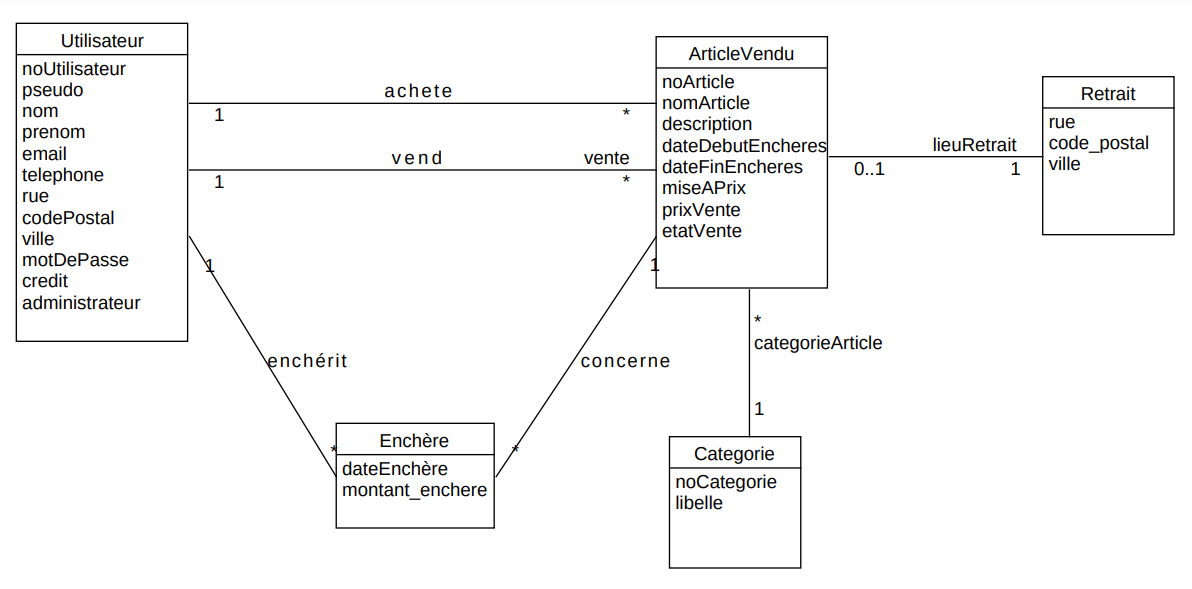 Utilisateur
noUtilisateur
pseudo
nom
prenom
email
telephone
rue
codePostal
ville
motDePasse
credit
administrateur
achete
1
*
vend
vente
1
*
ArticleVendu
noArticle
nomArticle
description
dateDebutEncheres
dateFinEncheres
miseAPrix
prixVente
etatVente
lieuRetrait
0..1
1
Retrait
rue
code_postal
ville
1
enchérit
*
1
concerne
*
Enchère
dateEnchère
montant_enchere
*
categorieArticle
1
Categorie
noCategorie
libelle